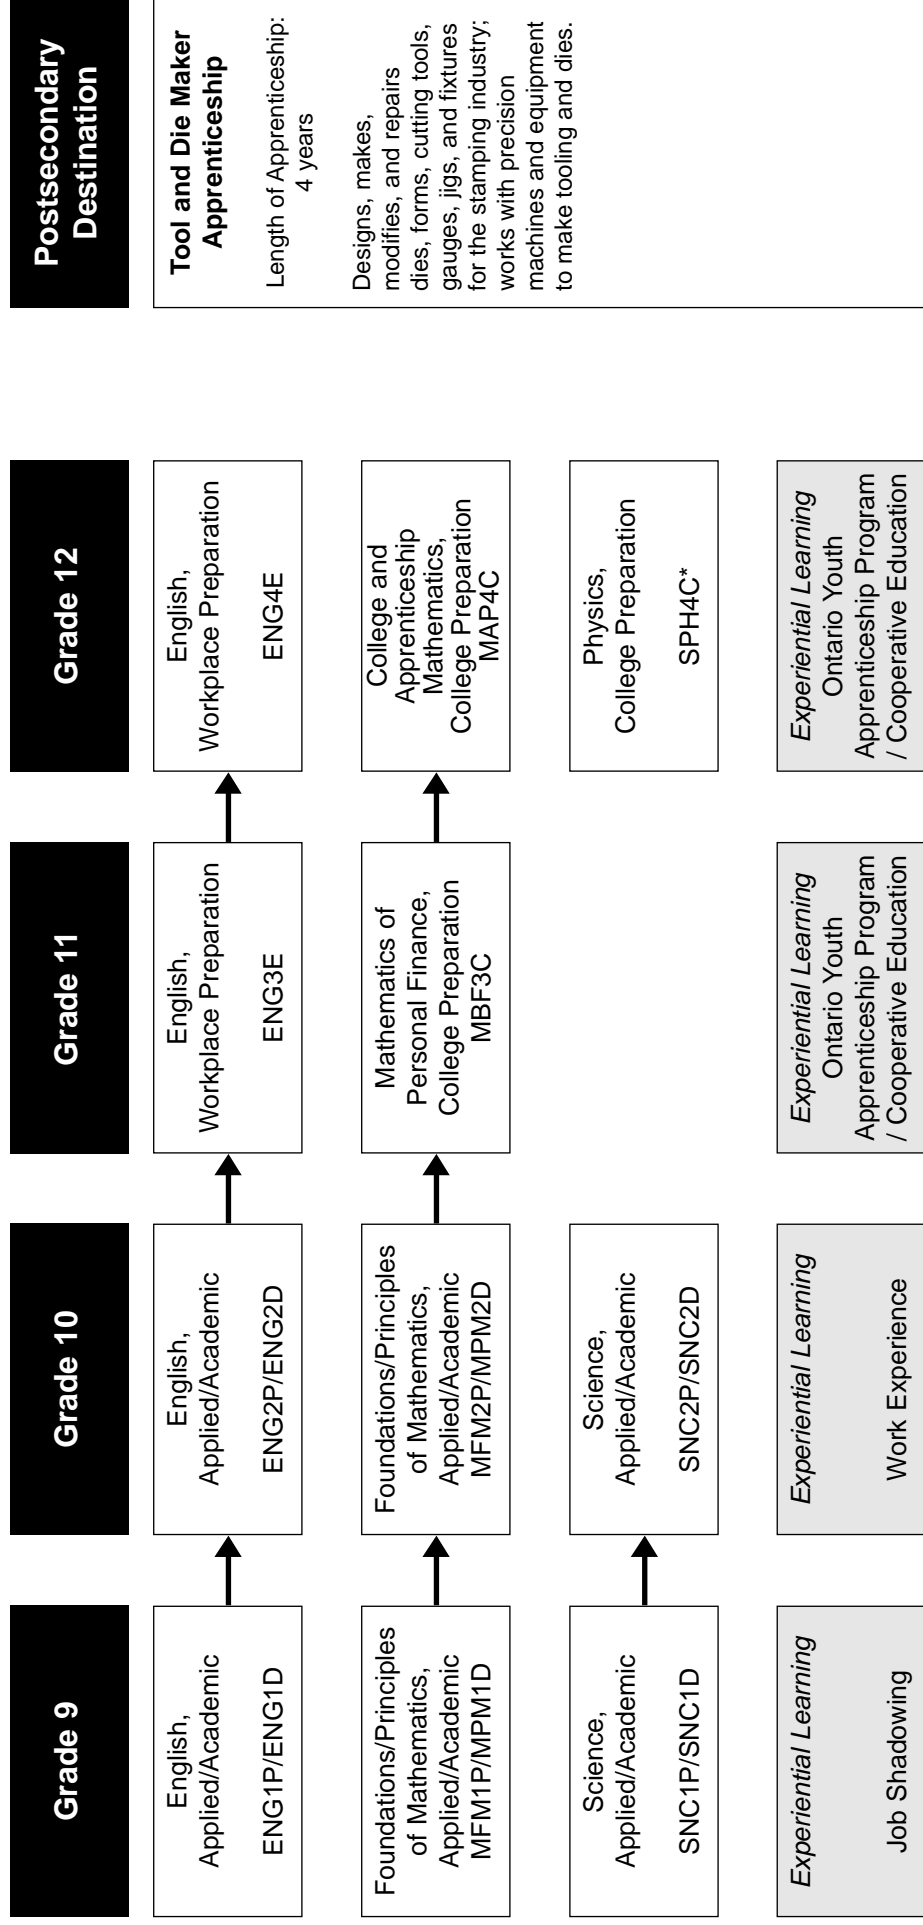 Grade 9
Grade 10
Grade 11
Grade 12
Postsecondary
Destination
English,
Applied/Academic
ENG1P/ENG1D
English,
Applied/Academic
ENG2P/ENG2D
English,
Workplace Preparation
ENG3E
English,
Workplace Preparation
ENG4E
Tool and Die Maker
Apprenticeship
Length of Apprenticeship:
4 years
Designs, makes,
modifies, and repairs
dies, forms, cutting tools,
gauges, jigs, and fixtures
for the stamping industry;
works with precision
machines and equipment
to make tooling and dies.
Foundations/Principles
of Mathematics,
Applied/Academic
MFM1P/MPM1D
Foundations/Principles
of Mathematics,
Applied/Academic
MFM2P/MPM2D
Mathematics of
Personal Finance,
College Preparation
MBF3C
College and
Apprenticeship
Mathematics,
College Preparation
MAP4C
Science,
Applied/Academic
SNC1P/SNC1D
Science,
Applied/Academic
SNC2P/SNC2D
Physics,
College Preparation
SPH4C*
Experiential Learning
Job Shadowing
Experiential Learning
Work Experience
Experiential Learning
Ontario Youth
Apprenticeship Program
/ Cooperative Education
Experiential Learning
Ontario Youth
Apprenticeship Program
/ Cooperative Education